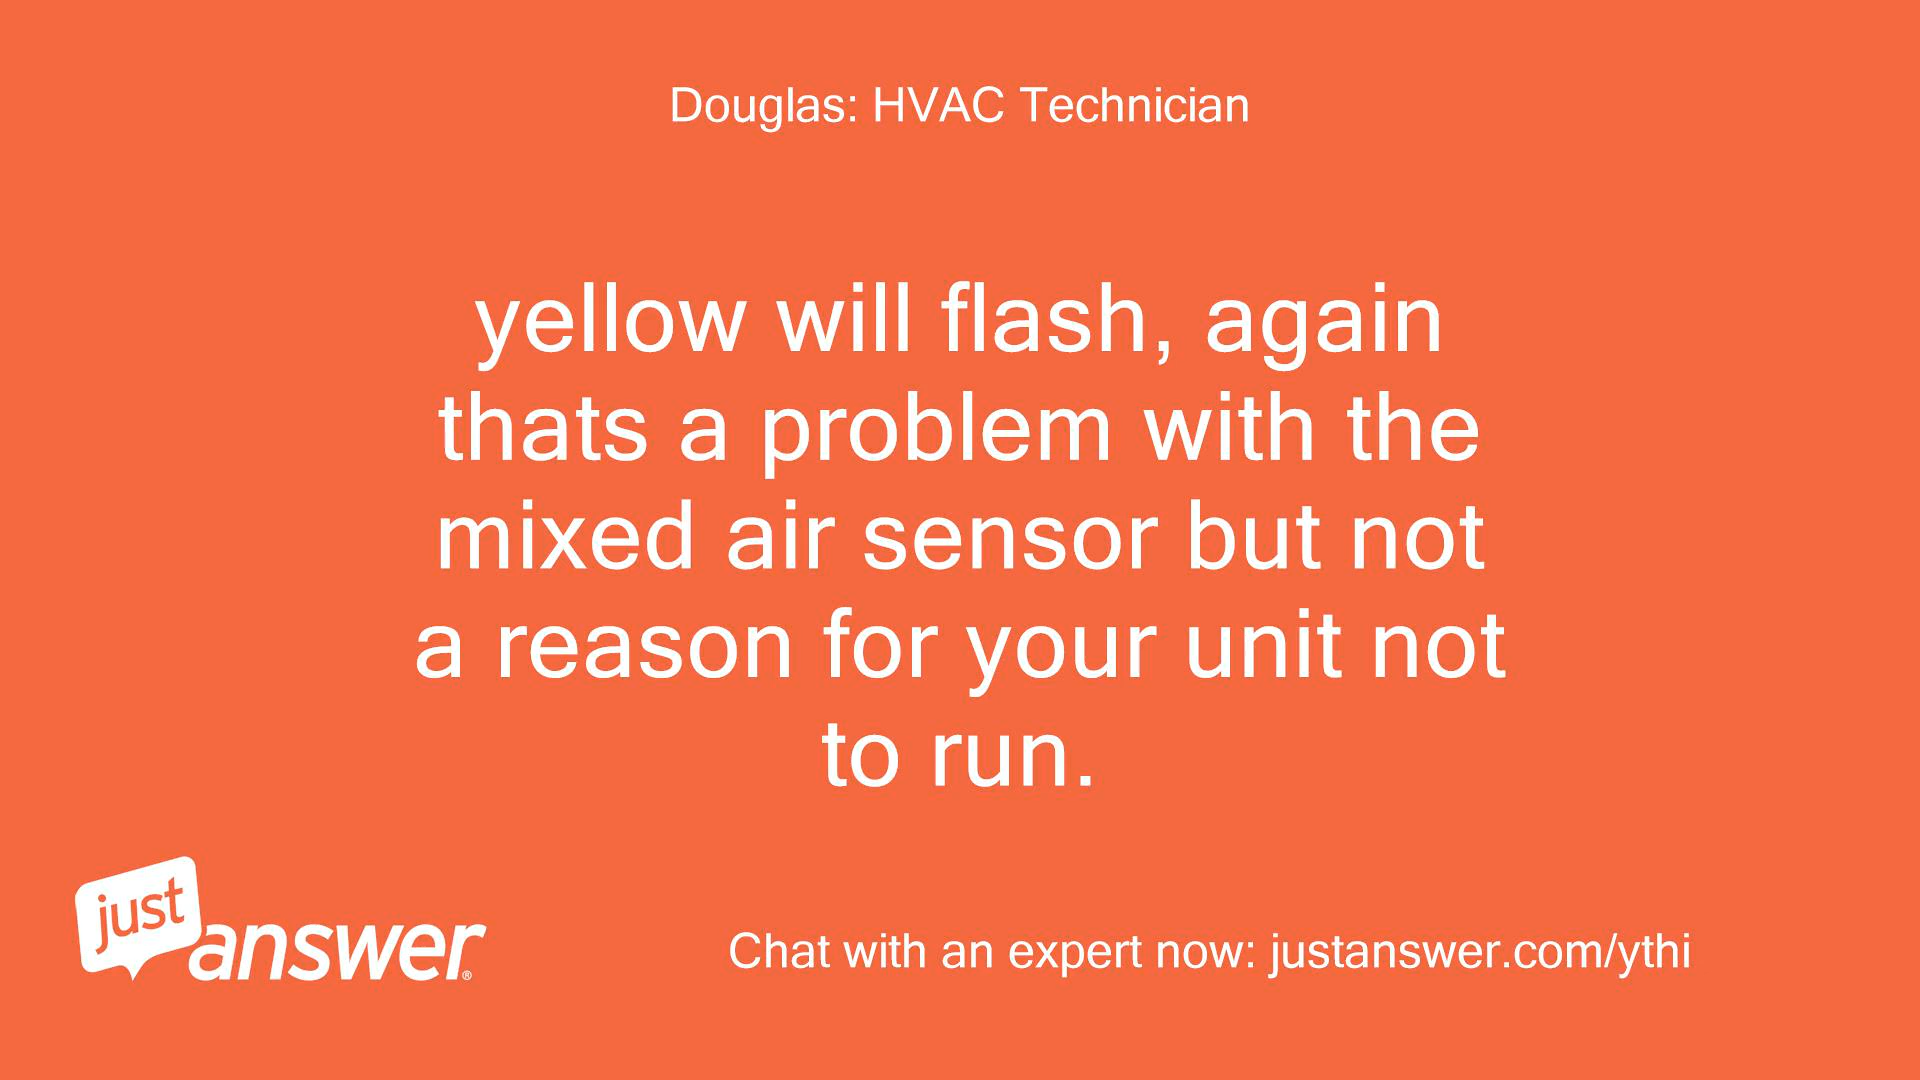 Douglas: HVAC Technician
yellow will flash, again
thats a problem with the
mixed air sensor but not
a reason for your unit not
to run.
just
answer®
Chat with an expert now: justanswer.com/ythi